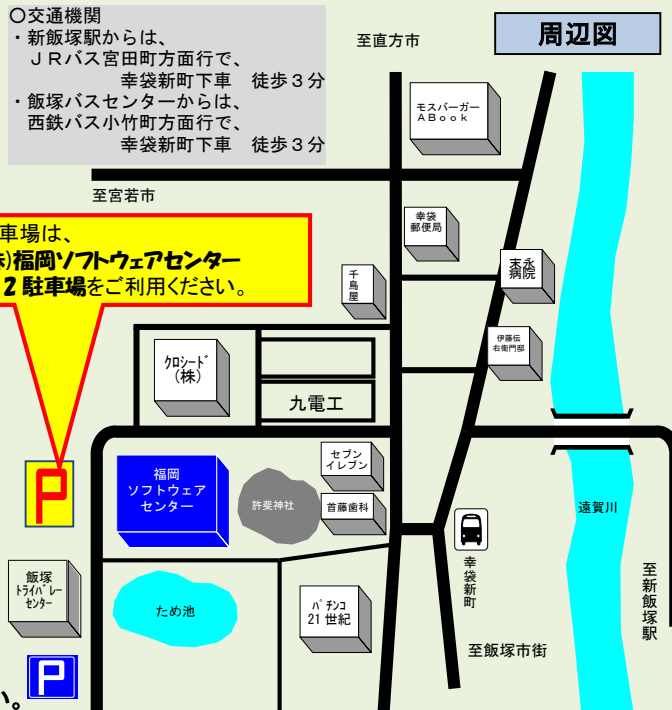 〇交通機関
・新飯塚駅からは、
ＪＲバス宮田町方面行で、
幸袋新町下車　徒歩３分
・飯塚バスセンターからは、
西鉄バス小竹町方面行で、
幸袋新町下車　徒歩３分
至直方市
周辺図
モスバーガー
ＡＢｏｏｋ
至宮若市
幸袋
郵便局
車場は、
福岡ソフトウェアセンター
２駐車場をご利用ください。
末永
病院
千鳥屋
伊藤伝
右衛門邸
ｸﾛｼｰﾄﾞ
(株)
九電工
セブン
イレブン
福岡
ソフトウェア
センター
許斐神社
首藤歯科
P
遠賀川
幸袋新町
至新飯塚駅
飯塚
ﾄﾗｲﾊﾞﾚｰ
ｾﾝﾀｰ
ため池
ﾊﾟﾁﾝｺ
21世紀
至飯塚市街
P
い。